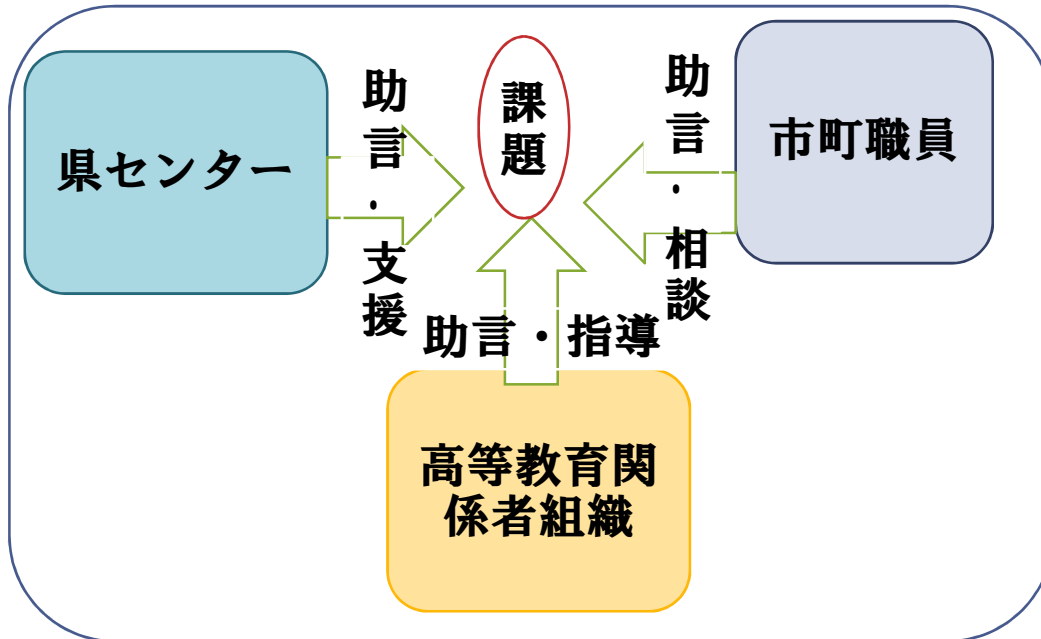 県センター
助言・支援
課題
助言・相談
市町職員
助言・指導
高等教育関
係者組織